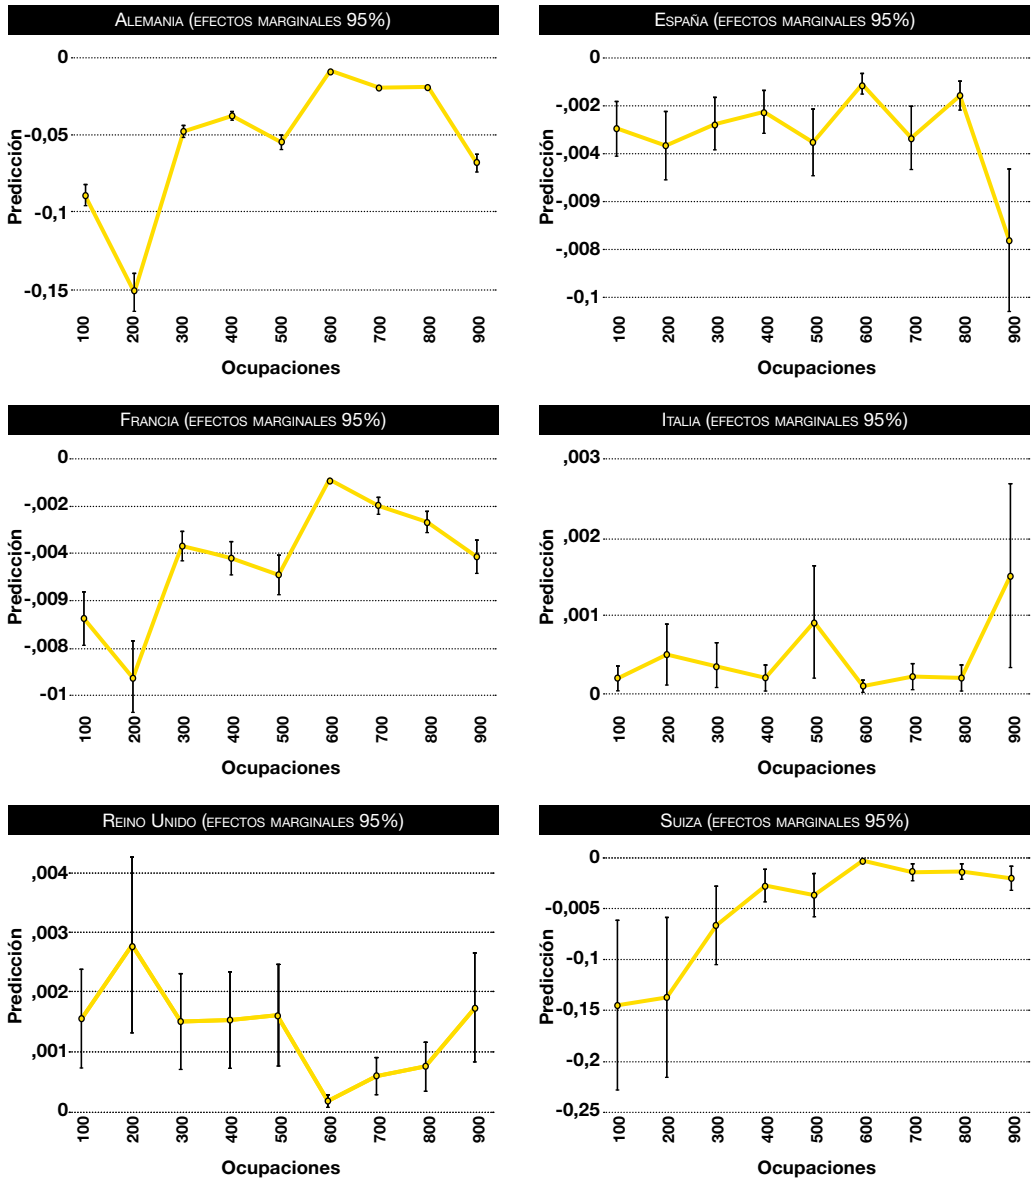 Alemania (efectos marginales 95%)
Predicción
0
-0,05
-0,1
-0,15
100 200 300 400 500 600 700 800 900
Ocupaciones
España (efectos marginales 95%)
Predicción
0
-,002
-,004
-,009
-,008
-0,1
100 200 300 400 500 600 700 800 900
Ocupaciones
Francia (efectos marginales 95%)
Predicción
0
-,002
-,004
-,009
-,008
-01
100 200 300 400 500 600 700 800 900
Ocupaciones
Italia (efectos marginales 95%)
Predicción
,003
,002
,001
0
100 200 300 400 500 600 700 800 900
Ocupaciones
Reino Unido (efectos marginales 95%)
Predicción
,004
,003
,002
,001
0
100 200 300 400 500 600 700 800 900
Ocupaciones
Suiza (efectos marginales 95%)
Predicción
0
-0,005
-0,1
-0,15
-0,2
-0,25
100 200 300 400 500 600 700 800 900
Ocupaciones